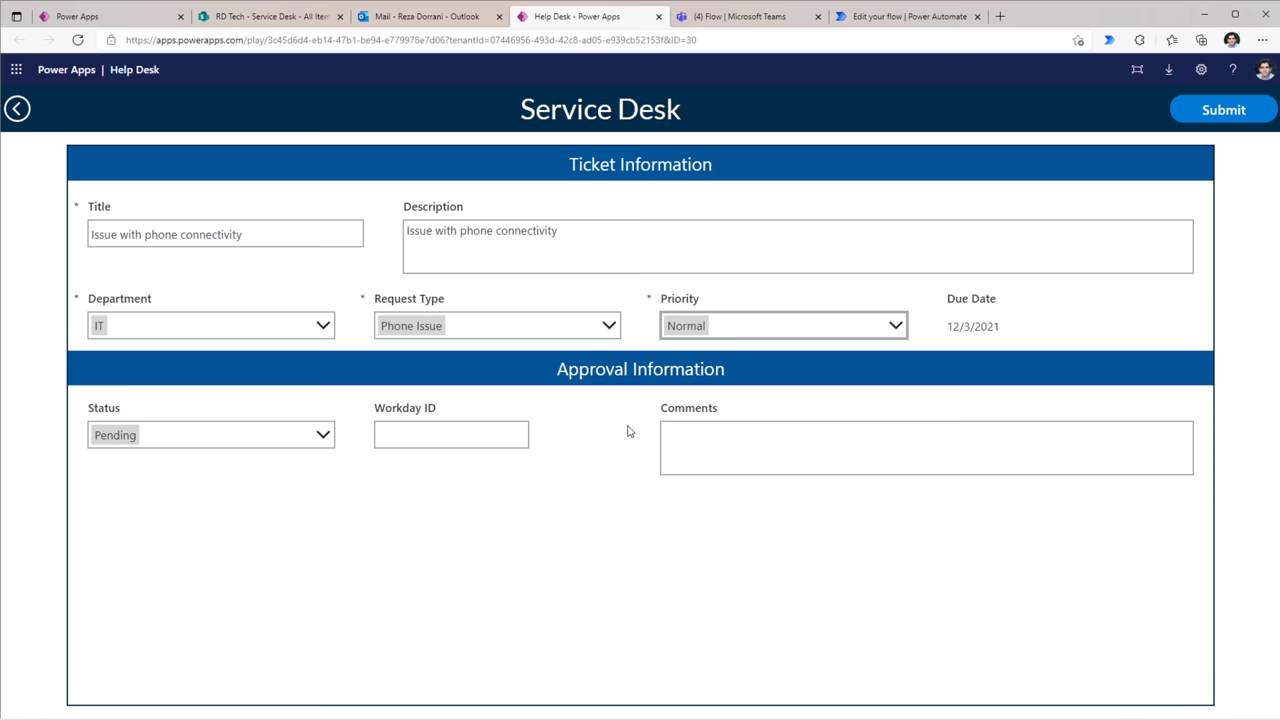 Power Apps
RD Tech - Service Desk - All Item
Mail - Reza Dorrani - Outlook
Help Desk - Power Apps
(4) Flow | Microsoft Teams
Edit your flow | Power Automate
https://apps.powerapps.com/play/3c45d6d4-eb14-47b1-be94-e779978e7d06?tenantId=07446956-493d-42c8-ad05-e939cb52153f&ID=30
Power Apps | Help Desk
Service Desk
Submit
Ticket Information
* Title
Description
Issue with phone connectivity
Issue with phone connectivity
* Department
* Request Type
* Priority
Due Date
IT
Phone Issue
Normal
12/3/2021
Approval Information
Status
Workday ID
Comments
Pending